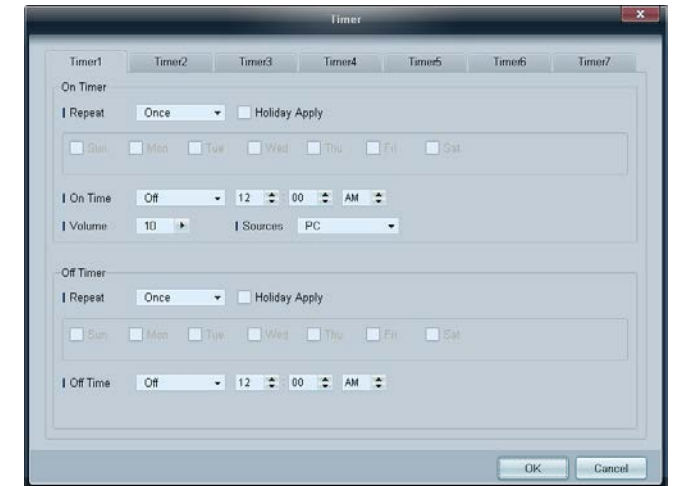 Timer
Timer1 Timer2 Timer3 Timer4 Timer5 Timer6 Timer7
On Timer
Repeat Once Holiday Apply
Sun Mon Tue Wed Thu Fri Sat
On Time Off 12 : 00 AM
Volume 10 Sources PC
Off Timer
Repeat Once Holiday Apply
Sun Mon Tue Wed Thu Fri Sat
Off Time Off 12 : 00 AM
OK Cancel